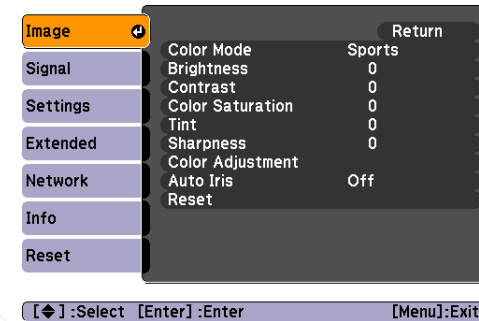 Image
Signal
Settings
Extended
Network
Info
Reset
Return
Color Mode Sports
Brightness 0
Contrast 0
Color Saturation 0
Tint 0
Sharpness 0
Color Adjustment
Auto Iris Off
Reset
[◆] :Select [Enter] :Enter [Menu]:Exit